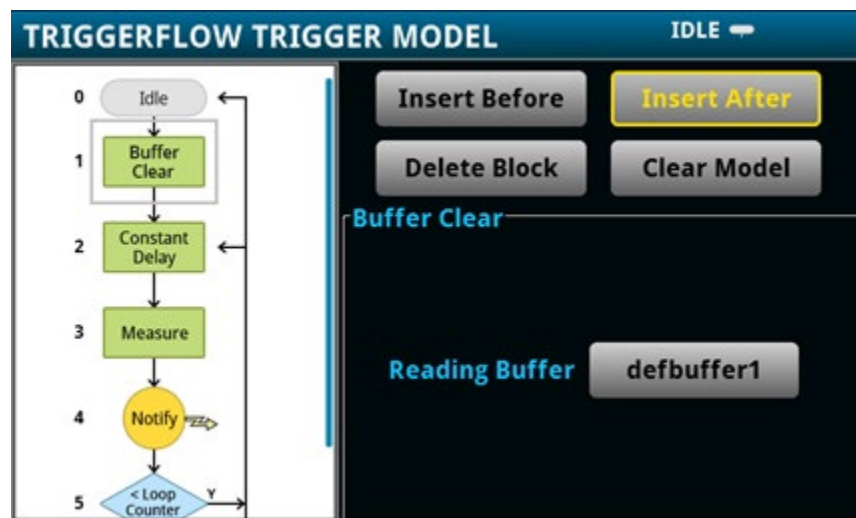 TRIGGERFLOW TRIGGER MODEL
IDLE
0
Idle
1
Buffer
Clear
2
Constant
Delay
3
Measure
4
Notify
5
< Loop
Counter
Y
Insert Before
Insert After
Delete Block
Clear Model
Buffer Clear
Reading Buffer
defbuffer1